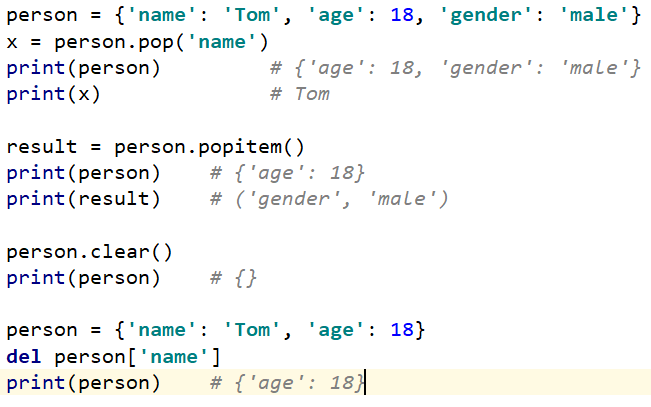 person = {'name': 'Tom', 'age': 18, 'gender': 'male'}
x = person.pop('name')
print(person)         # {'age': 18, 'gender': 'male'}
print(x)              # Tom

result = person.popitem()
print(person)    # {'age': 18}
print(result)    # ('gender', 'male')

person.clear()
print(person)    # {}

person = {'name': 'Tom', 'age': 18}
del person['name']
print(person)    # {'age': 18}